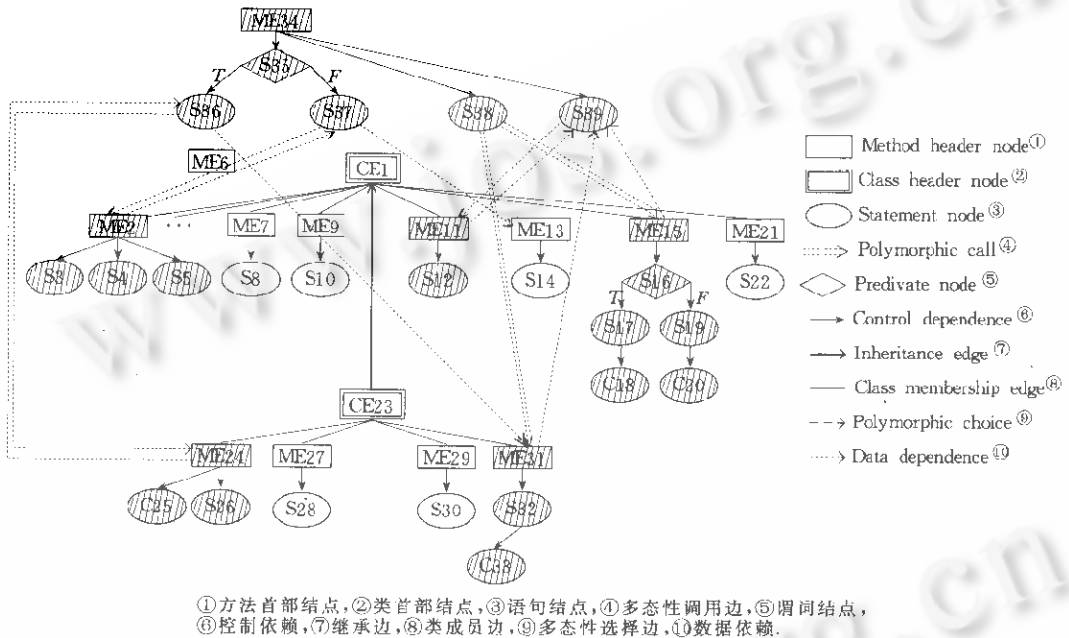 ME34
S35
T
F
S36
S37
S38
S39
ME6
CE1
ME2
...
ME7
ME9
ME11
ME13
ME15
ME21
S3
S4
S5
S8
S10
S12
S14
S16
S22
T
F
S17
S19
C18
C20
CE23
ME24
ME27
ME29
ME31
C25
S26
S28
S30
S32
C33
Method header node①
Class header node②
Statement node③
Polymorphic call④
Predivate node⑤
Control dependence⑥
Inheritance edge⑦
Class membership edge⑧
Polymorphic choice⑨
Data dependence⑩
①方法首部结点,②类首部结点,③语句结点,④多态性调用边,⑤谓词结点,
⑥控制依赖,⑦继承边,⑧类成员边,⑨多态性选择边,⑩数据依赖.
www.jos.org.cn